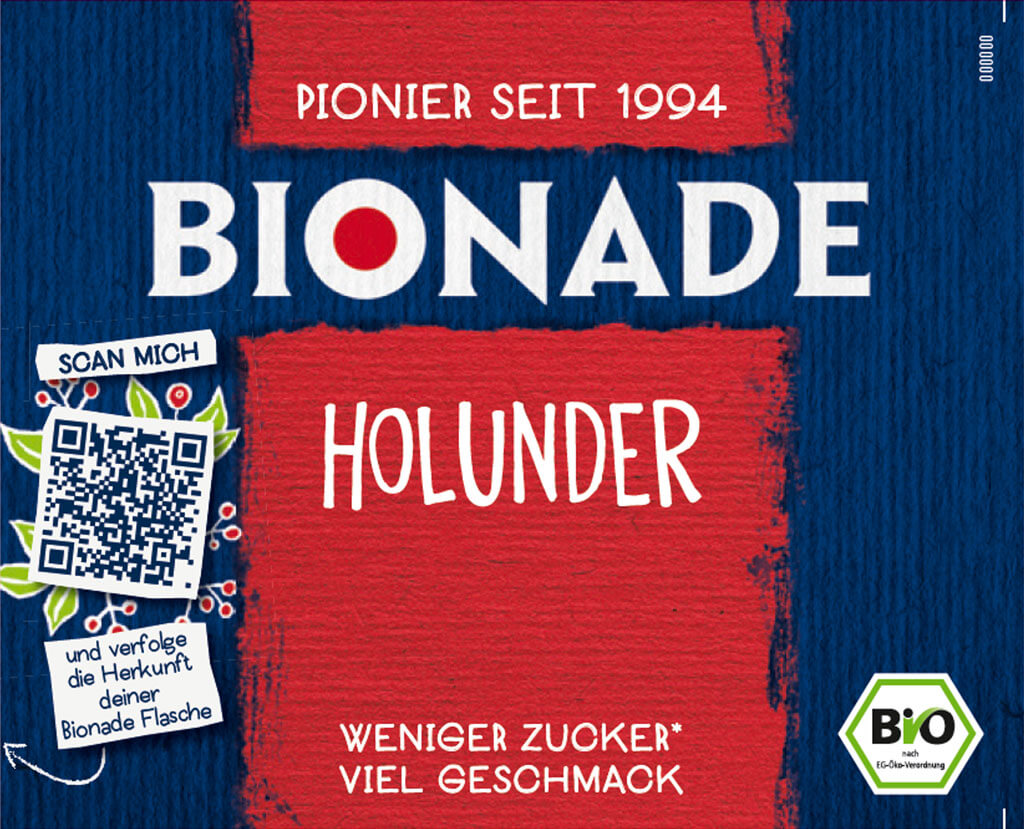 PIONIER SEIT 1994
000000
BIONADE
SCAN MICH
HOLUNDER
und verfolge
die Herkunft
deiner
Bionade Flasche
WENIGER ZUCKER*
VIEL GESCHMACK
BiO
nach
EG-Öko-Verordnung